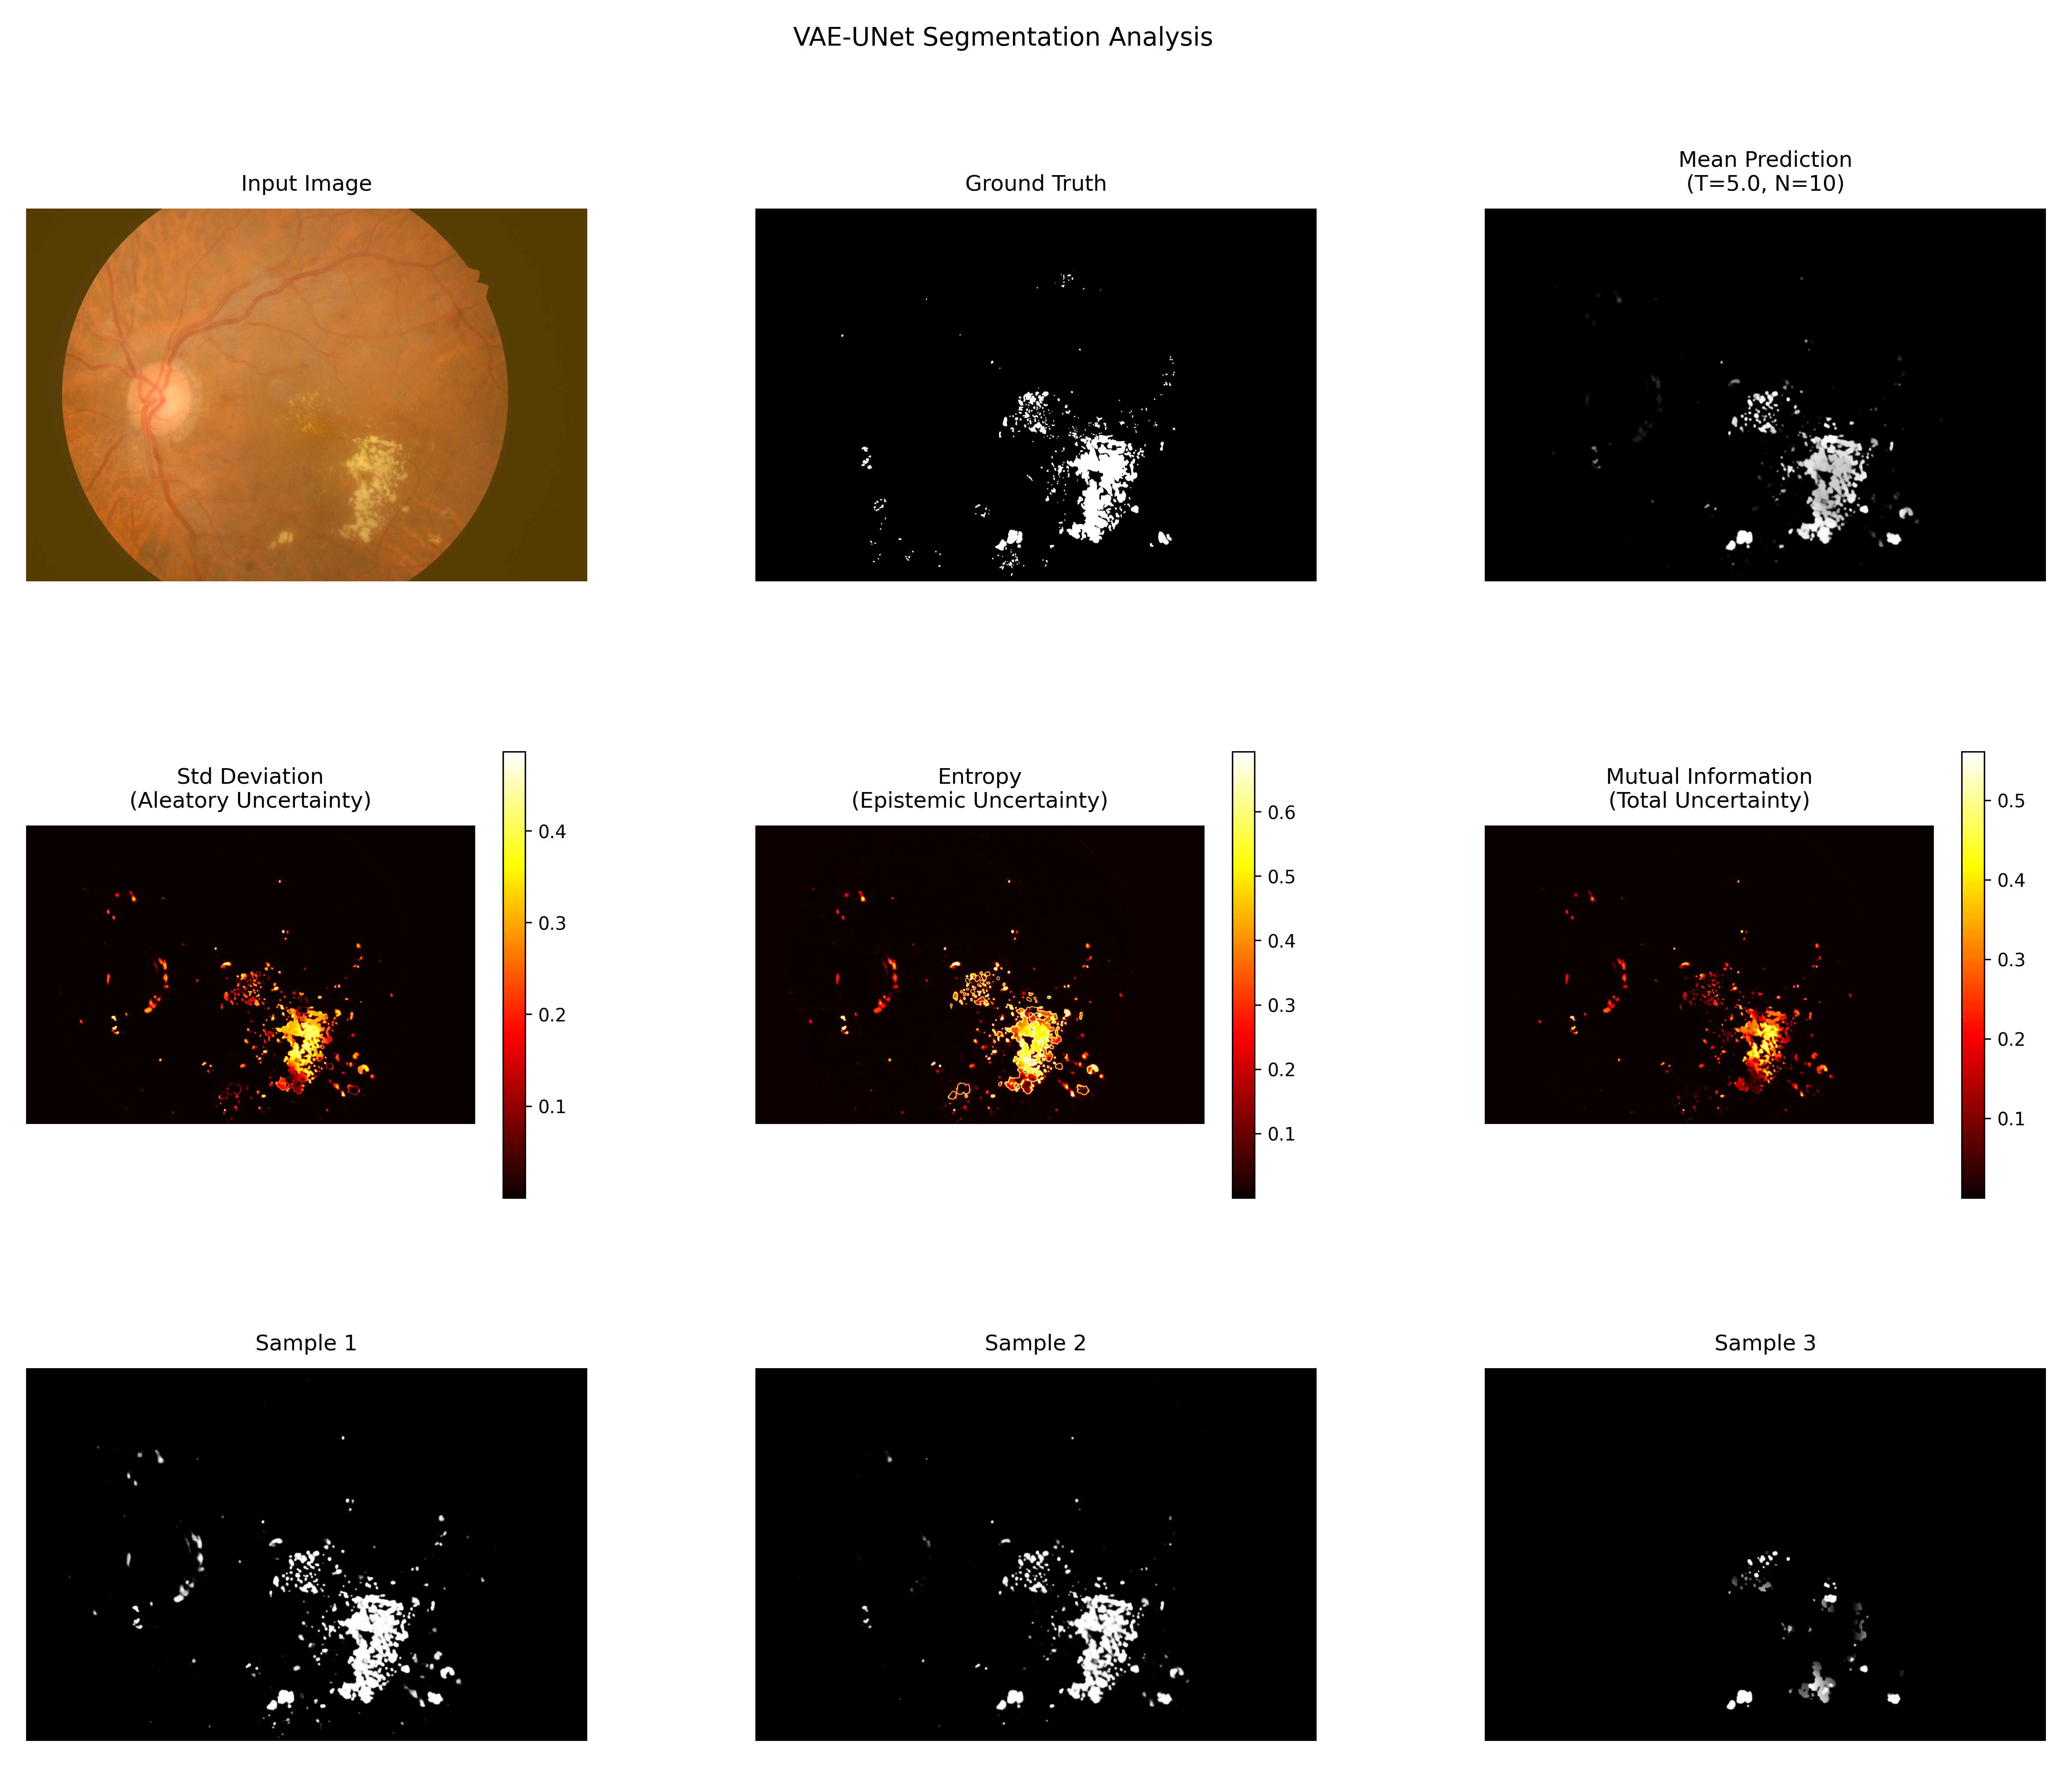 VAE-UNet Segmentation Analysis
Input Image
Ground Truth
Mean Prediction
(T=5.0, N=10)
Std Deviation
(Aleatory Uncertainty)
0.4
0.3
0.2
0.1
Entropy
(Epistemic Uncertainty)
0.6
0.5
0.4
0.3
0.2
0.1
Mutual Information
(Total Uncertainty)
0.5
0.4
0.3
0.2
0.1
Sample 1
Sample 2
Sample 3